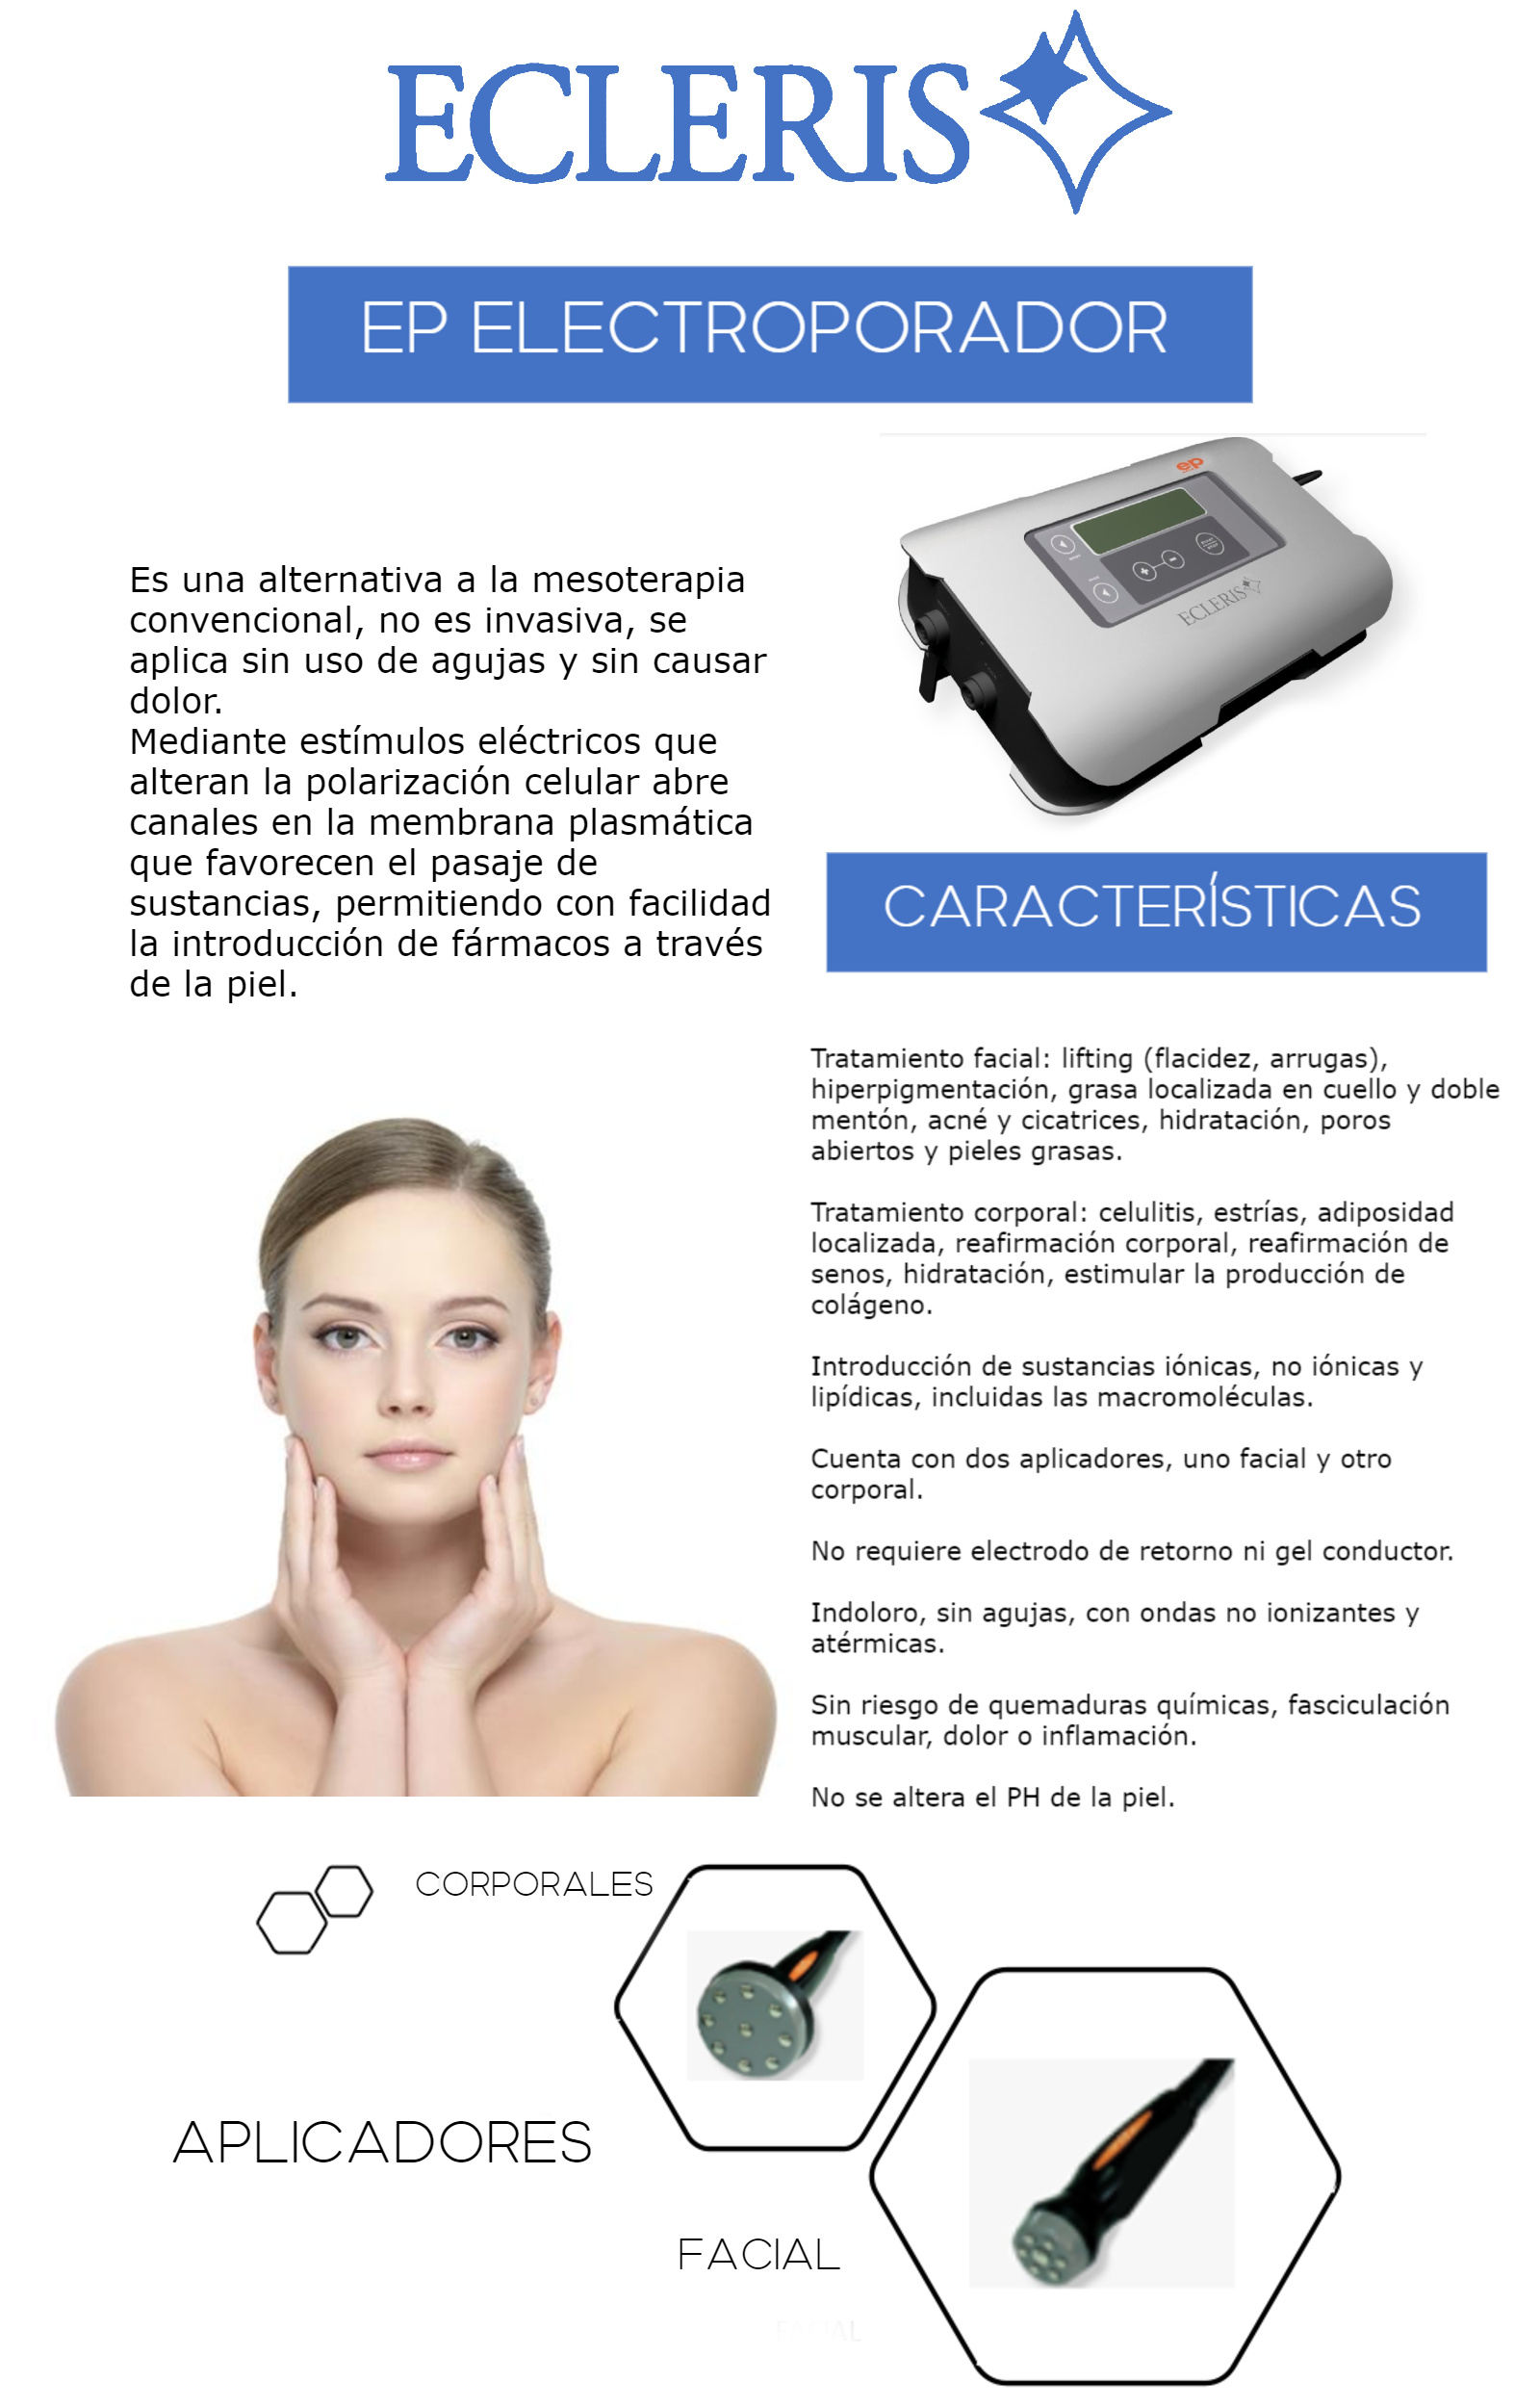 ECLERIS
EP ELECTROPORADOR
ep
ECLERIS
Es una alternativa a la mesoterapia
convencional, no es invasiva, se
aplica sin uso de agujas y sin causar
dolor.
Mediante estímulos eléctricos que
alteran la polarización celular abre
canales en la membrana plasmática
que favorecen el pasaje de
sustancias, permitiendo con facilidad
la introducción de fármacos a través
de la piel.
CARACTERÍSTICAS
Tratamiento facial: lifting (flacidez, arrugas),
hiperpigmentación, grasa localizada en cuello y doble
mentón, acné y cicatrices, hidratación, poros
abiertos y pieles grasas.
Tratamiento corporal: celulitis, estrías, adiposidad
localizada, reafirmación corporal, reafirmación de
senos, hidratación, estimular la producción de
colágeno.
Introducción de sustancias iónicas, no iónicas y
lipídicas, incluidas las macromoléculas.
Cuenta con dos aplicadores, uno facial y otro
corporal.
No requiere electrodo de retorno ni gel conductor.
Indoloro, sin agujas, con ondas no ionizantes y
atérmicas.
Sin riesgo de quemaduras químicas, fasciculación
muscular, dolor o inflamación.
No se altera el PH de la piel.
CORPORALES
APLICADORES
FACIAL
FACIAL